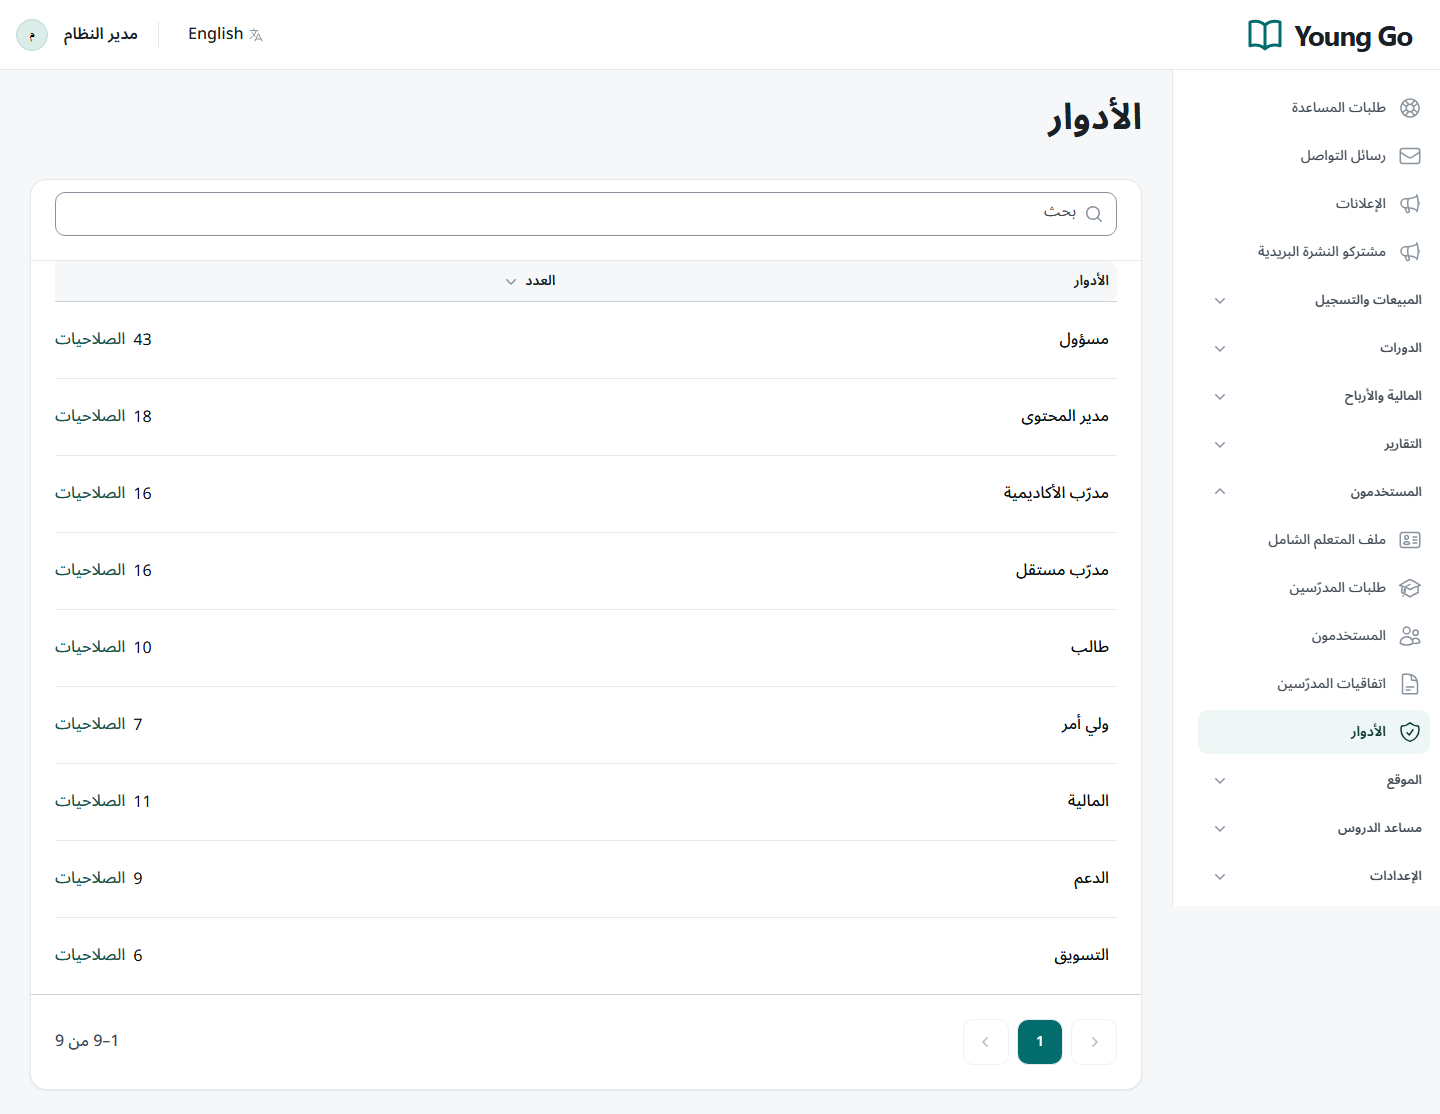 Young Go
English
مدير النظام
م
طلبات المساعدة
رسائل التواصل
الإعلانات
مشتركو النشرة البريدية
المبيعات والتسجيل
الدورات
المالية والأرباح
التقارير
المستخدمون
ملف المتعلم الشامل
طلبات المدرّسين
المستخدمون
اتفاقيات المدرّسين
الأدوار
الموقع
مساعد الدروس
الإعدادات
الأدوار
بحث
الأدوار العدد
مسؤول 43 الصلاحيات
مدير المحتوى 18 الصلاحيات
مدرّب الأكاديمية 16 الصلاحيات
مدرّب مستقل 16 الصلاحيات
طالب 10 الصلاحيات
ولي أمر 7 الصلاحيات
المالية 11 الصلاحيات
الدعم 9 الصلاحيات
التسويق 6 الصلاحيات
1
1–9 من 9